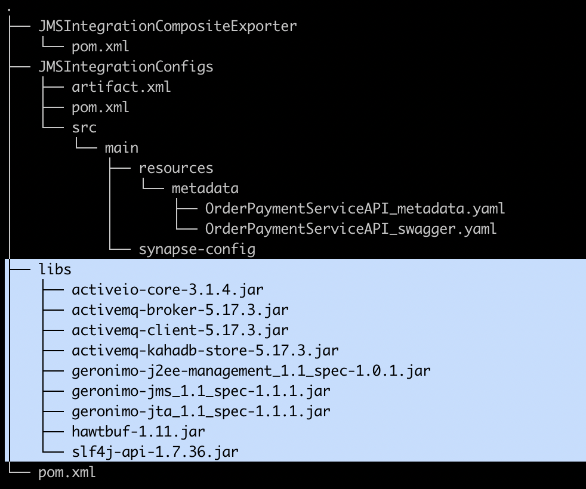 .
├── JMSIntegrationCompositeExporter
│   └── pom.xml
├── JMSIntegrationConfigs
│   ├── artifact.xml
│   ├── pom.xml
│   └── src
│       └── main
│           ├── resources
│           │   └── metadata
│           │       ├── OrderPaymentServiceAPI_metadata.yaml
│           │       └── OrderPaymentServiceAPI_swagger.yaml
│           └── synapse-config
├── libs
│   ├── activeio-core-3.1.4.jar
│   ├── activemq-broker-5.17.3.jar
│   ├── activemq-client-5.17.3.jar
│   ├── activemq-kahadb-store-5.17.3.jar
│   ├── geronimo-j2ee-management_1.1_spec-1.0.1.jar
│   ├── geronimo-jms_1.1_spec-1.1.1.jar
│   ├── geronimo-jta_1.1_spec-1.1.1.jar
│   ├── hawtbuf-1.11.jar
│   └── slf4j-api-1.7.36.jar
└── pom.xml